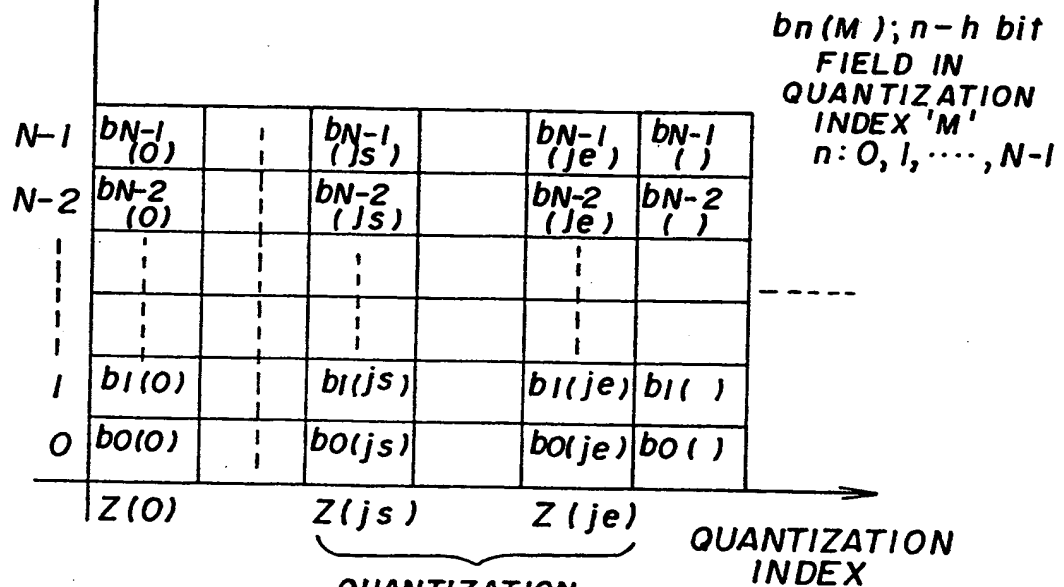 bn(M); n-h bit
FIELD IN
QUANTIZATION
INDEX 'M'
n: 0, 1, ····, N-1
N-1 bN-1 (0) bN-1 (js) bN-1 (je) bN-1 ( )
N-2 bN-2 (0) bN-2 (js) bN-2 (je) bN-2 ( )
1 b1(0) b1(js) b1(je) b1( )
0 b0(0) b0(js) b0(je) b0( )
Z(0) Z(js) Z(je)
QUANTIZATION
INDEX
QUANTIZATION